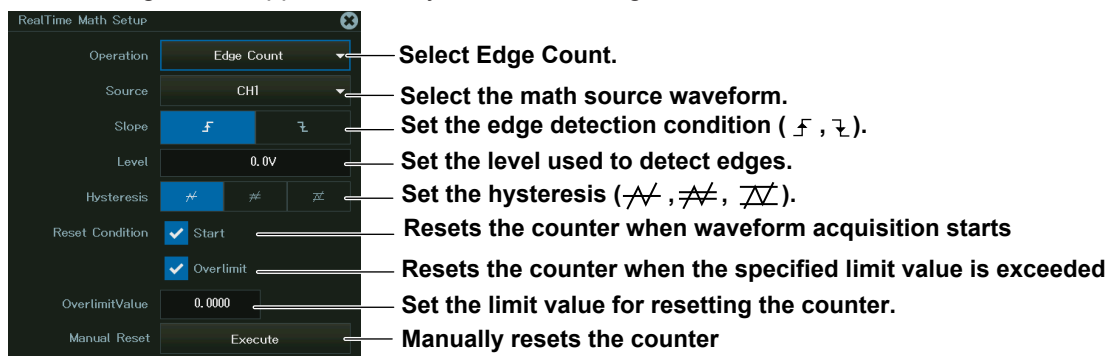 RealTime Math Setup
Operation Edge Count Select Edge Count.
Source CH1 Select the math source waveform.
Slope Set the edge detection condition ( , ).
Level 0.0V Set the level used to detect edges.
Hysteresis Set the hysteresis ( , , ).
Reset Condition Start Resets the counter when waveform acquisition starts
Overlimit Resets the counter when the specified limit value is exceeded
OverlimitValue 0.0000 Set the limit value for resetting the counter.
Manual Reset Execute Manually resets the counter